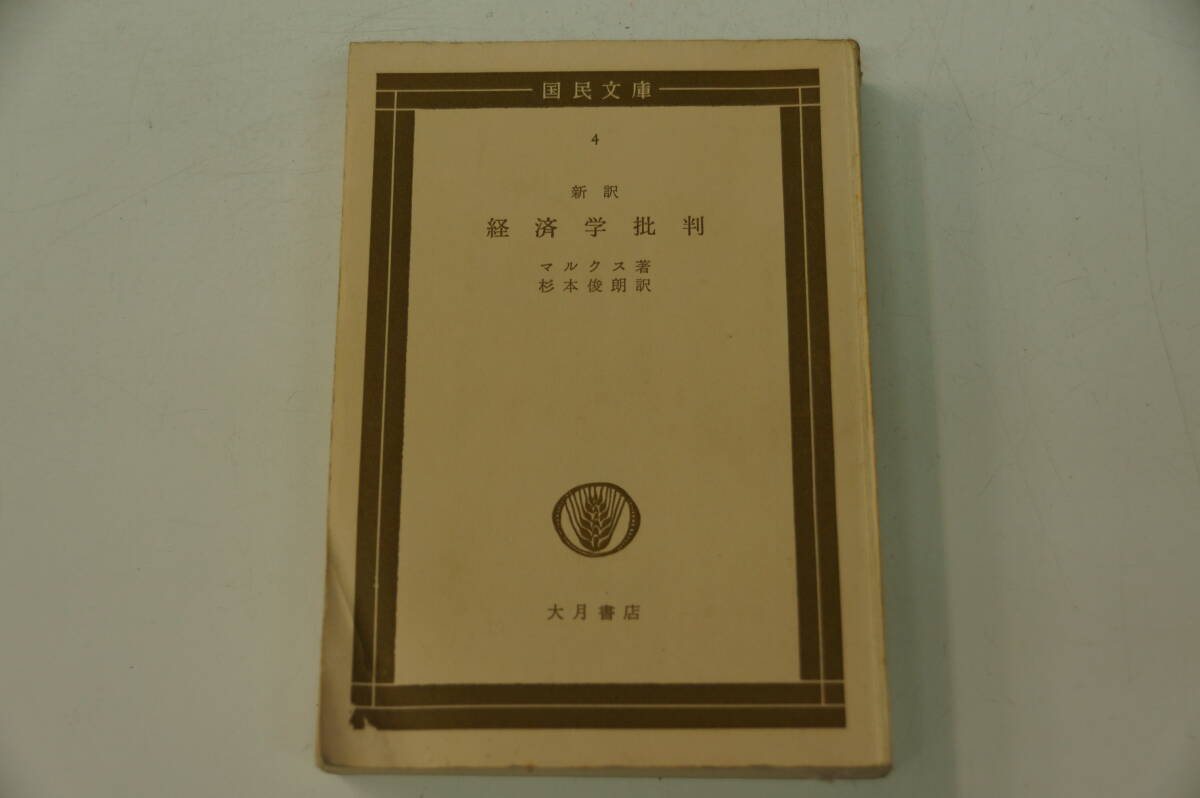 国民文庫
4
新訳
経済学批判
マルクス著
杉本俊朗訳
大月書店